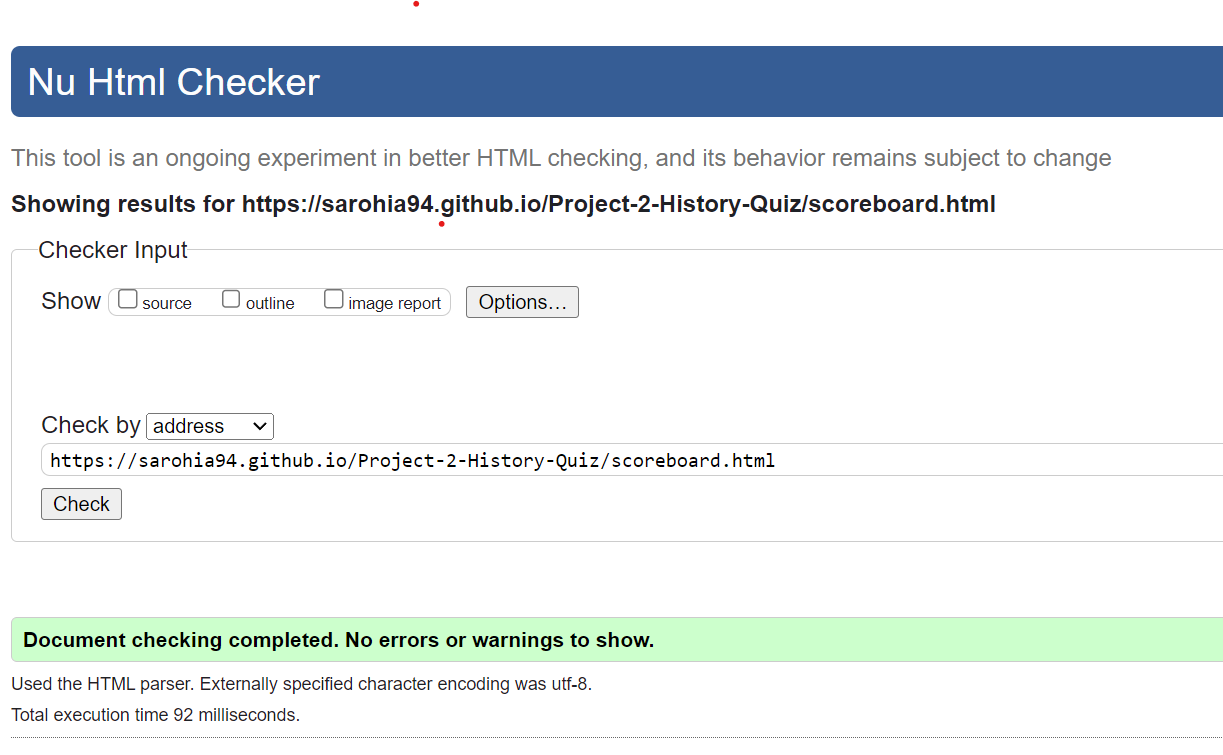 Nu Html Checker
This tool is an ongoing experiment in better HTML checking, and its behavior remains subject to change
Showing results for https://sarohia94.github.io/Project-2-History-Quiz/scoreboard.html
Checker Input
Show source outline image report Options...
Check by address
https://sarohia94.github.io/Project-2-History-Quiz/scoreboard.html
Check
Document checking completed. No errors or warnings to show.
Used the HTML parser. Externally specified character encoding was utf-8.
Total execution time 92 milliseconds.